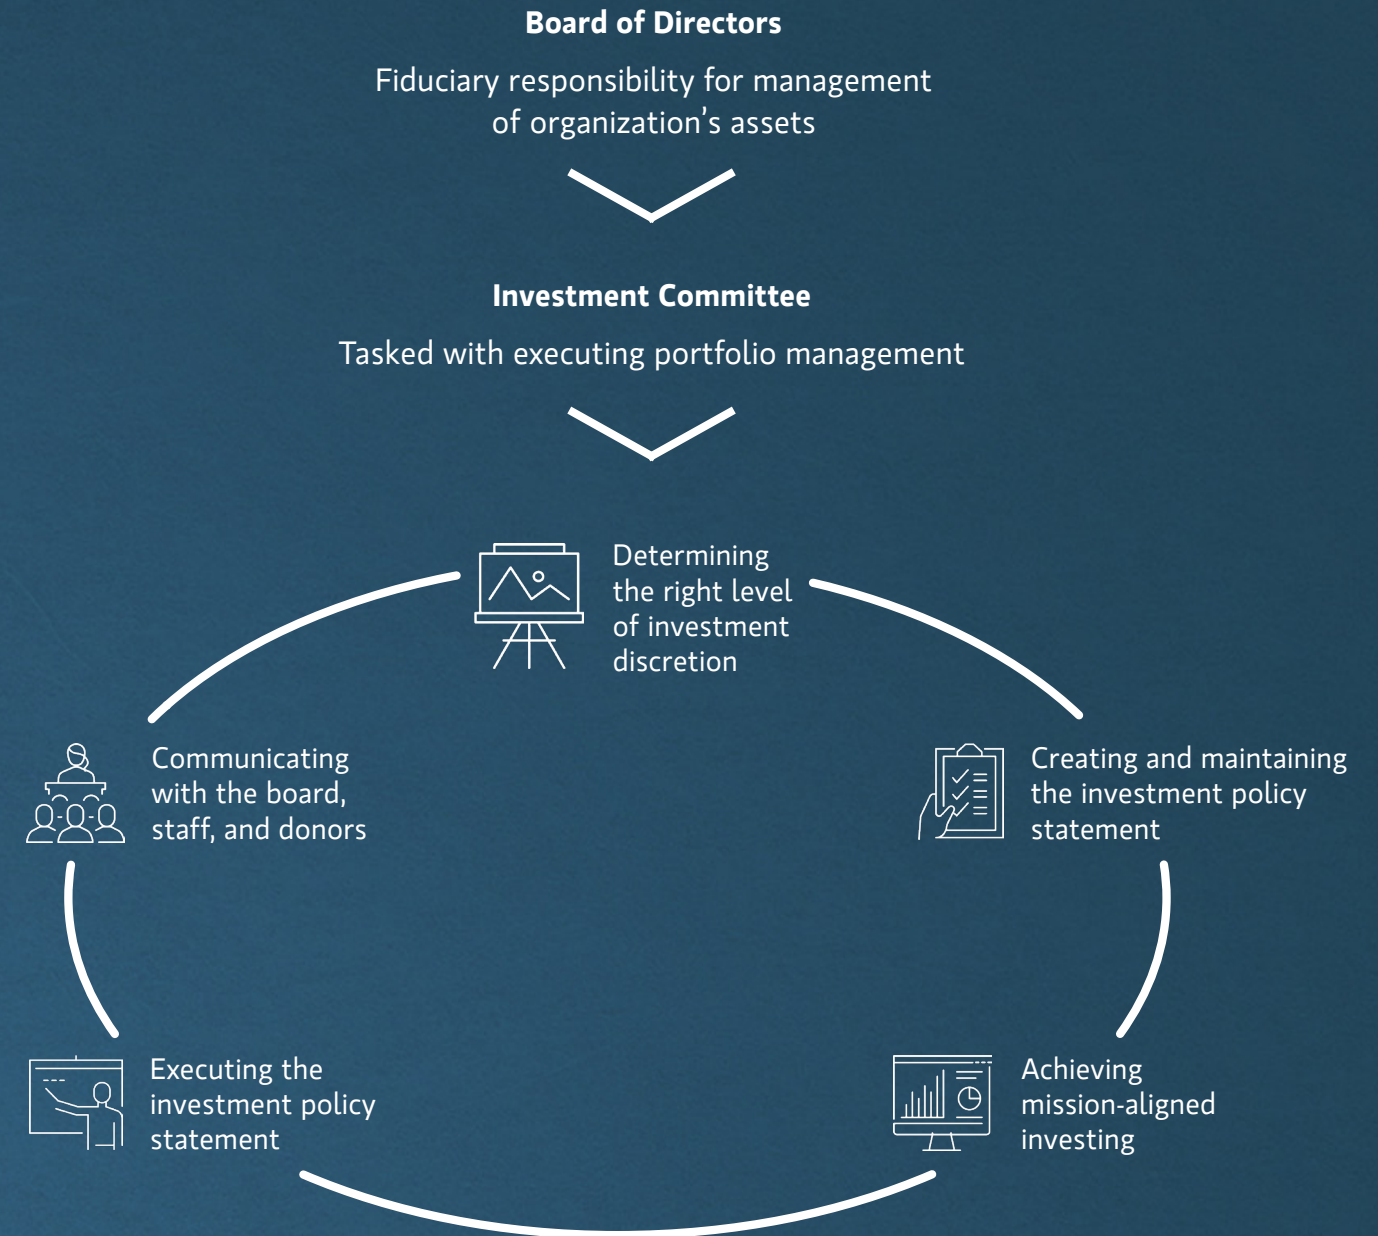 Board of Directors
Fiduciary responsibility for management
of organization’s assets
Investment Committee
Tasked with executing portfolio management
Determining
the right level
of investment
discretion
Communicating
with the board,
staff, and donors
Creating and maintaining
the investment policy
statement
Executing the
investment policy
statement
Achieving
mission-aligned
investing